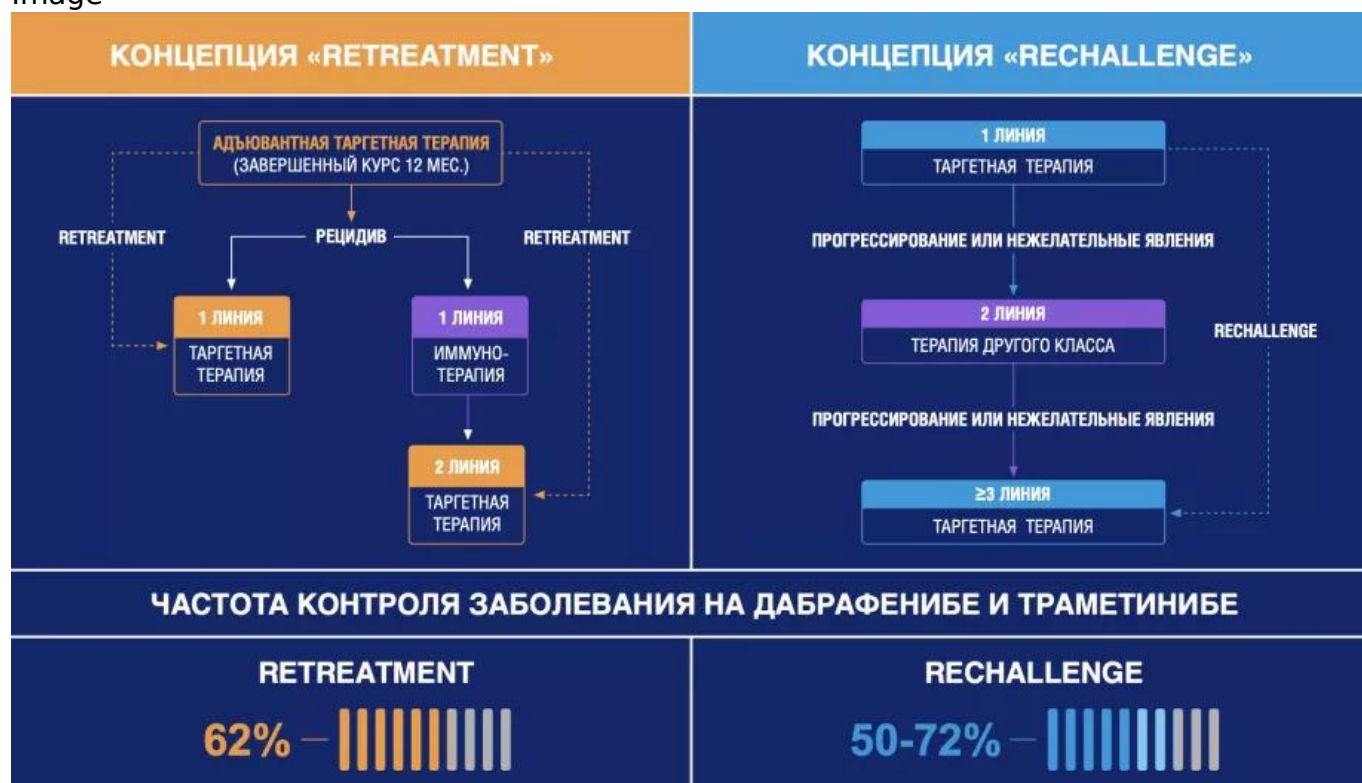 Image
КОНЦЕПЦИЯ «RETREATMENT»
АДЪЮВАНТНАЯ ТАРГЕТНАЯ ТЕРАПИЯ
(ЗАВЕРШЕННЫЙ КУРС 12 МЕС.)
RETREATMENT
РЕЦИДИВ
RETREATMENT
1 ЛИНИЯ
ТАРГЕТНАЯ
ТЕРАПИЯ
1 ЛИНИЯ
ИММУНО-
ТЕРАПИЯ
2 ЛИНИЯ
ТАРГЕТНАЯ
ТЕРАПИЯ
КОНЦЕПЦИЯ «RECHALLENGE»
1 ЛИНИЯ
ТАРГЕТНАЯ ТЕРАПИЯ
ПРОГРЕССИРОВАНИЕ ИЛИ НЕЖЕЛАТЕЛЬНЫЕ ЯВЛЕНИЯ
2 ЛИНИЯ
ТЕРАПИЯ ДРУГОГО КЛАССА
RECHALLENGE
ПРОГРЕССИРОВАНИЕ ИЛИ НЕЖЕЛАТЕЛЬНЫЕ ЯВЛЕНИЯ
≥3 ЛИНИЯ
ТАРГЕТНАЯ ТЕРАПИЯ
ЧАСТОТА КОНТРОЛЯ ЗАБОЛЕВАНИЯ НА ДАБРАФЕНИБЕ И ТРАМЕТИНИБЕ
RETREATMENT
62%
RECHALLENGE
50-72%